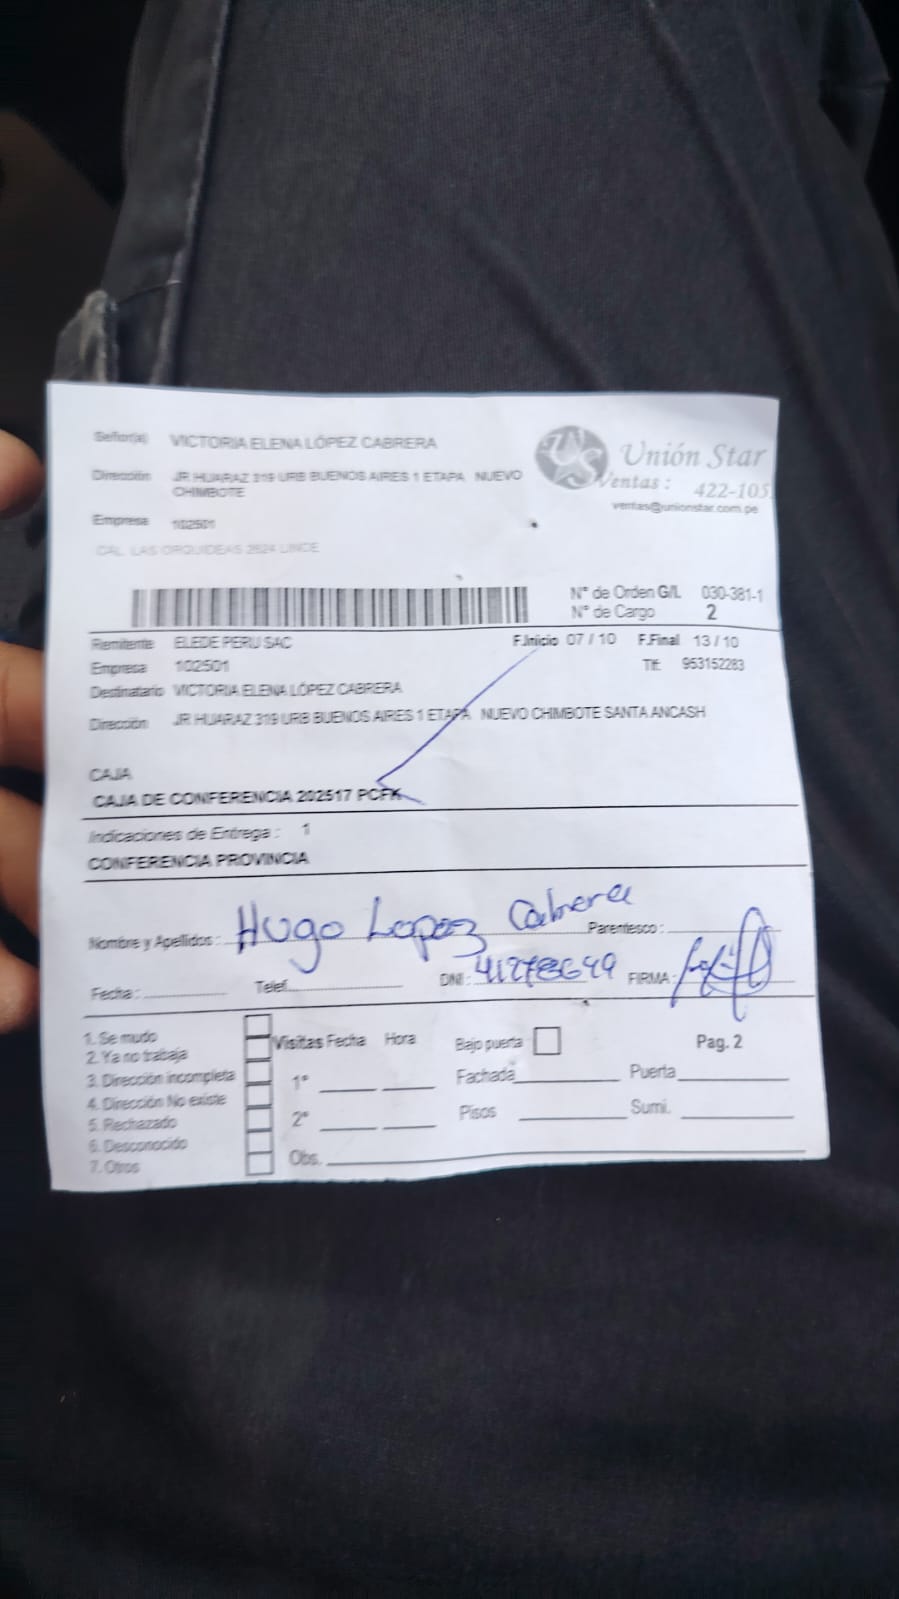 Señor(a) VICTORIA ELENA LÓPEZ CABRERA
Dirección JR HUARAZ 319 URB BUENOS AIRES 1 ETAPA NUEVO
CHIMBOTE
Empresa 102501
CAL. LAS ORQUIDEAS 2624 LINCE
Unión Star
Ventas : 422-105
ventas@unionstar.com.pe
N° de Orden G/L 030-381-1
N° de Cargo 2
Remitente ELEDE PERU SAC F.Inicio 07 / 10 F.Final 13 / 10
Empresa 102501 Tlf: 953152283
Destinatario VICTORIA ELENA LÓPEZ CABRERA
Dirección JR HUARAZ 319 URB BUENOS AIRES 1 ETAPA NUEVO CHIMBOTE SANTA ANCASH
CAJA
CAJA DE CONFERENCIA 202517 PCFK
Indicaciones de Entrega : 1
CONFERENCIA PROVINCIA
Nombre y Apellidos : Hugo Lopez Cabrera Parentesco :
Fecha : Telef. DNI : 41278649 FIRMA :
1. Se mudo
2. Ya no trabaja
3. Dirección incompleta
4. Dirección No existe
5. Rechazado
6. Desconocido
7. Otros
Visitas Fecha Hora Bajo puerta : Pag. 2
1° Fachada Puerta
2° Pisos Sumi.
Obs.